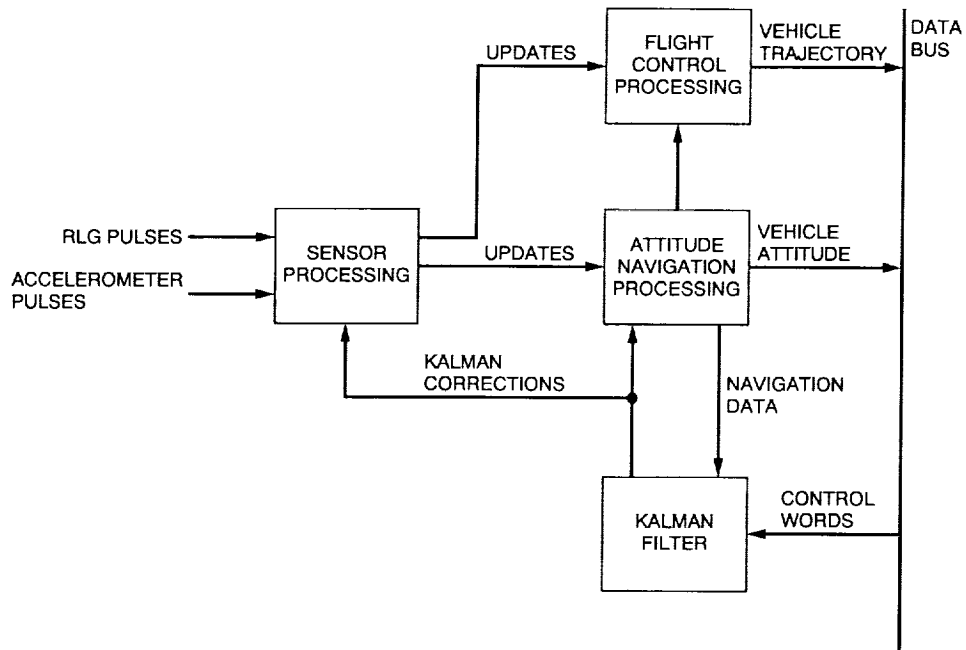 UPDATES
FLIGHT
CONTROL
PROCESSING
VEHICLE
TRAJECTORY
DATA
BUS
RLG PULSES
ACCELEROMETER
PULSES
SENSOR
PROCESSING
UPDATES
ATTITUDE
NAVIGATION
PROCESSING
VEHICLE
ATTITUDE
KALMAN
CORRECTIONS
NAVIGATION
DATA
KALMAN
FILTER
CONTROL
WORDS